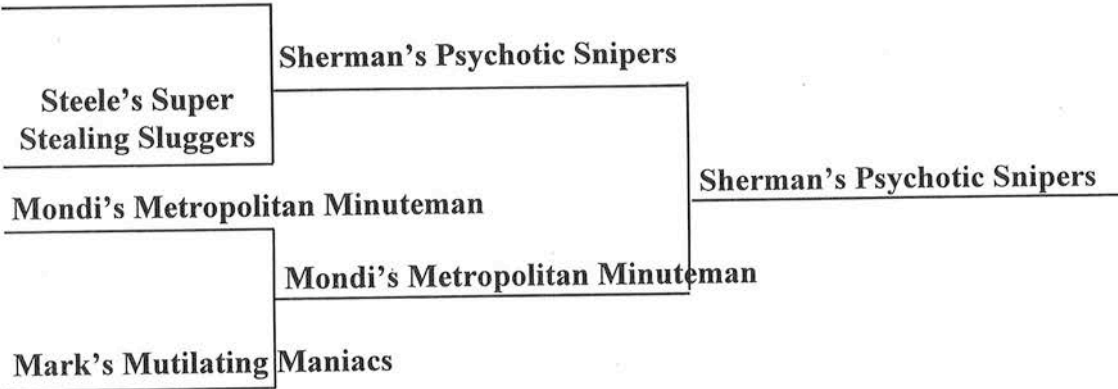 Sherman's Psychotic Snipers
Steele's Super
Stealing Sluggers
Sherman's Psychotic Snipers
Mondi's Metropolitan Minuteman
Mondi's Metropolitan Minuteman
Mark's Mutilating Maniacs